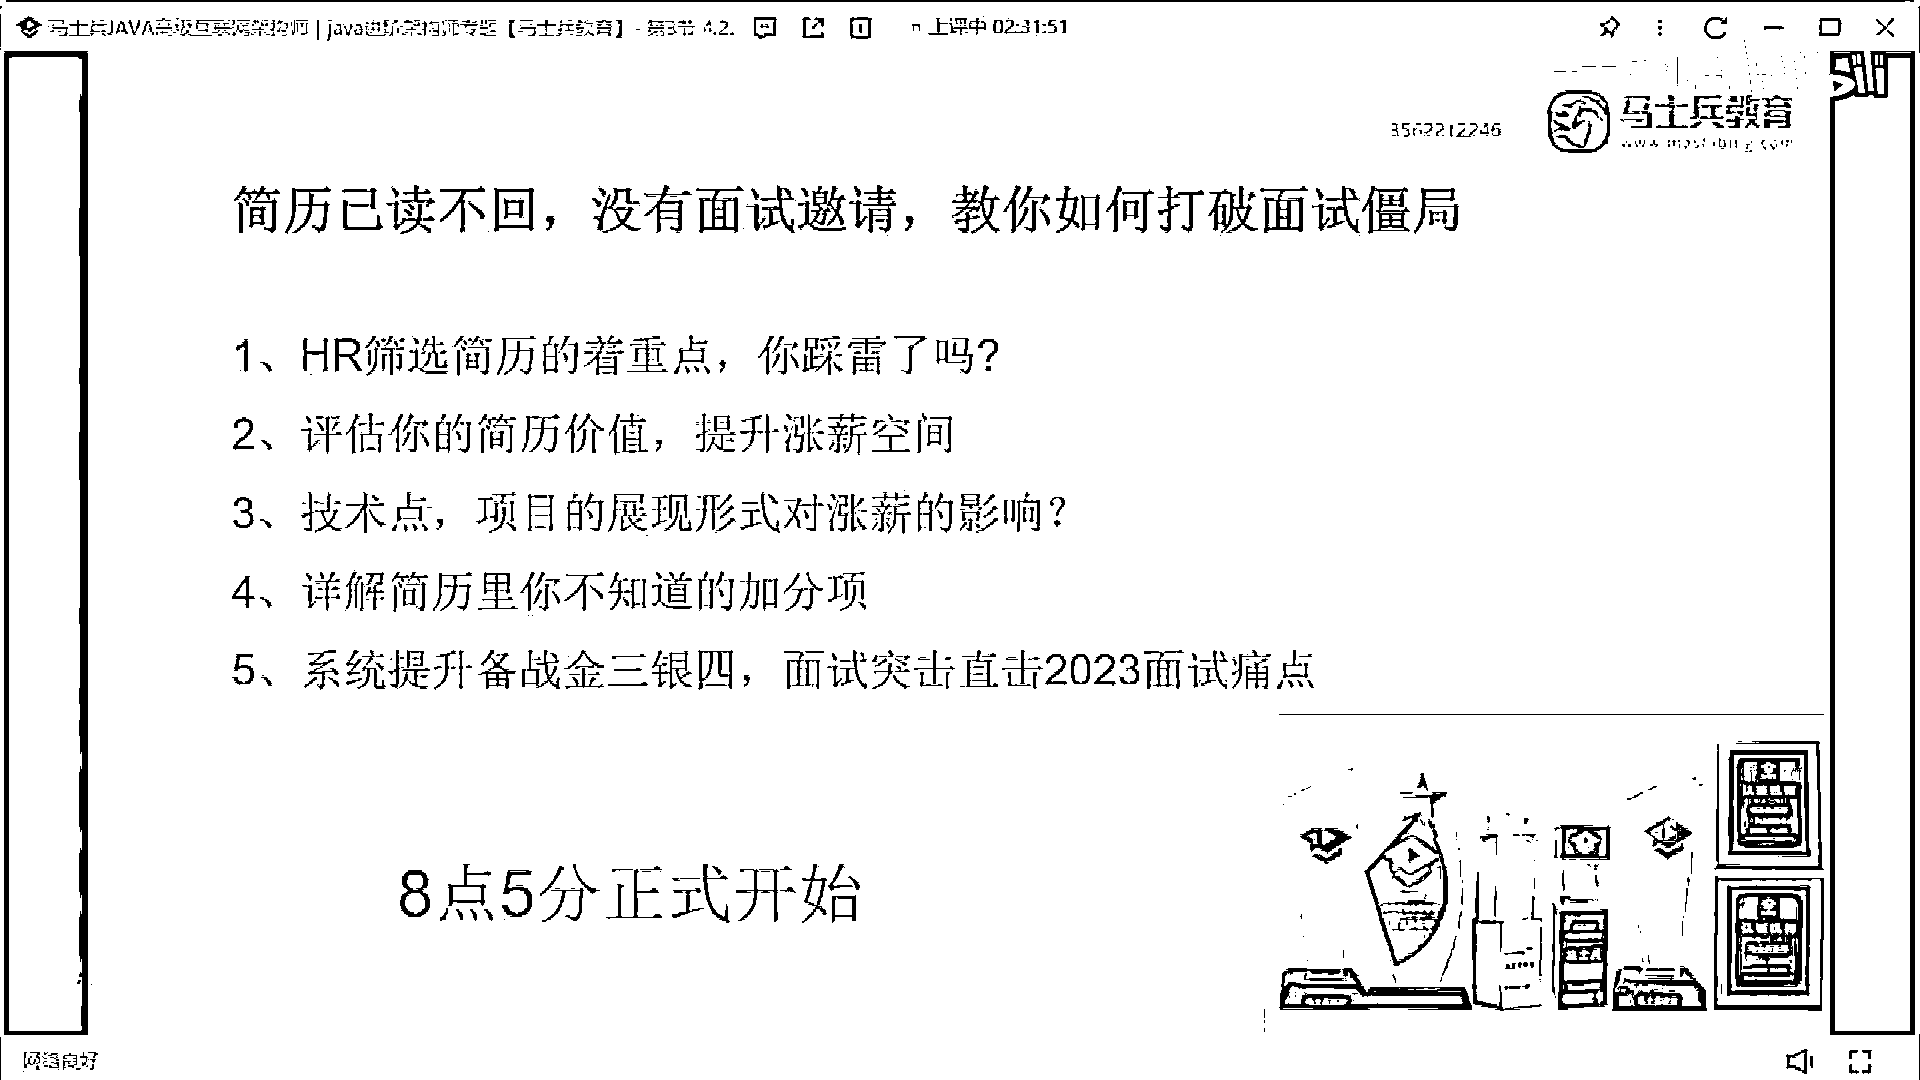 马士兵JAVA高级互联网架构师 | java进阶架构师专题【马士兵教育】 - 第3节 4.2.
上课中 02:31:51
3562212246
马士兵教育
www.mashibing.com
简历已读不回，没有面试邀请，教你如何打破面试僵局
1、HR筛选简历的着重点，你踩雷了吗?
2、评估你的简历价值，提升涨薪空间
3、技术点，项目的展现形式对涨薪的影响？
4、详解简历里你不知道的加分项
5、系统提升备战金三银四，面试突击直击2023面试痛点
8点5分正式开始
网络良好